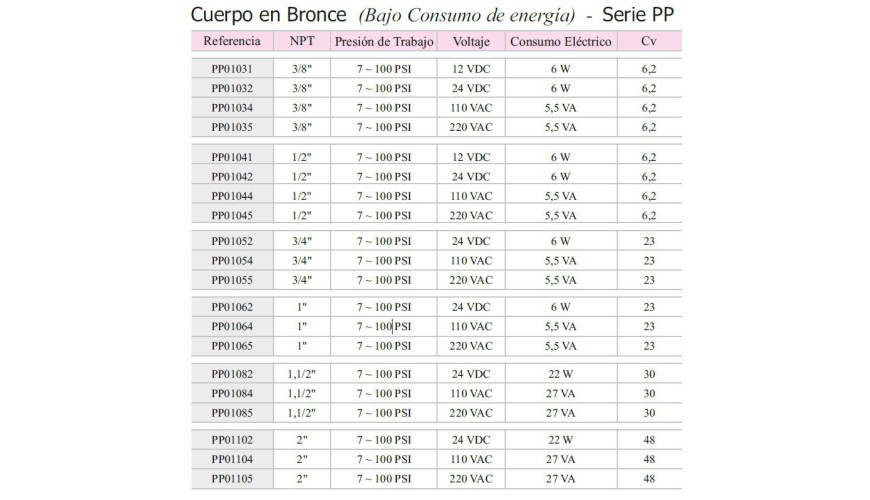 Cuerpo en Bronce (Bajo Consumo de energía) - Serie PP
Referencia NPT Presión de Trabajo Voltaje Consumo Eléctrico Cv
PP01031 3/8" 7 ~ 100 PSI 12 VDC 6 W 6,2
PP01032 3/8" 7 ~ 100 PSI 24 VDC 6 W 6,2
PP01034 3/8" 7 ~ 100 PSI 110 VAC 5,5 VA 6,2
PP01035 3/8" 7 ~ 100 PSI 220 VAC 5,5 VA 6,2
PP01041 1/2" 7 ~ 100 PSI 12 VDC 6 W 6,2
PP01042 1/2" 7 ~ 100 PSI 24 VDC 6 W 6,2
PP01044 1/2" 7 ~ 100 PSI 110 VAC 5,5 VA 6,2
PP01045 1/2" 7 ~ 100 PSI 220 VAC 5,5 VA 6,2
PP01052 3/4" 7 ~ 100 PSI 24 VDC 6 W 23
PP01054 3/4" 7 ~ 100 PSI 110 VAC 5,5 VA 23
PP01055 3/4" 7 ~ 100 PSI 220 VAC 5,5 VA 23
PP01062 1" 7 ~ 100 PSI 24 VDC 6 W 23
PP01064 1" 7 ~ 100 PSI 110 VAC 5,5 VA 23
PP01065 1" 7 ~ 100 PSI 220 VAC 5,5 VA 23
PP01082 1,1/2" 7 ~ 100 PSI 24 VDC 22 W 30
PP01084 1,1/2" 7 ~ 100 PSI 110 VAC 27 VA 30
PP01085 1,1/2" 7 ~ 100 PSI 220 VAC 27 VA 30
PP01102 2" 7 ~ 100 PSI 24 VDC 22 W 48
PP01104 2" 7 ~ 100 PSI 110 VAC 27 VA 48
PP01105 2" 7 ~ 100 PSI 220 VAC 27 VA 48